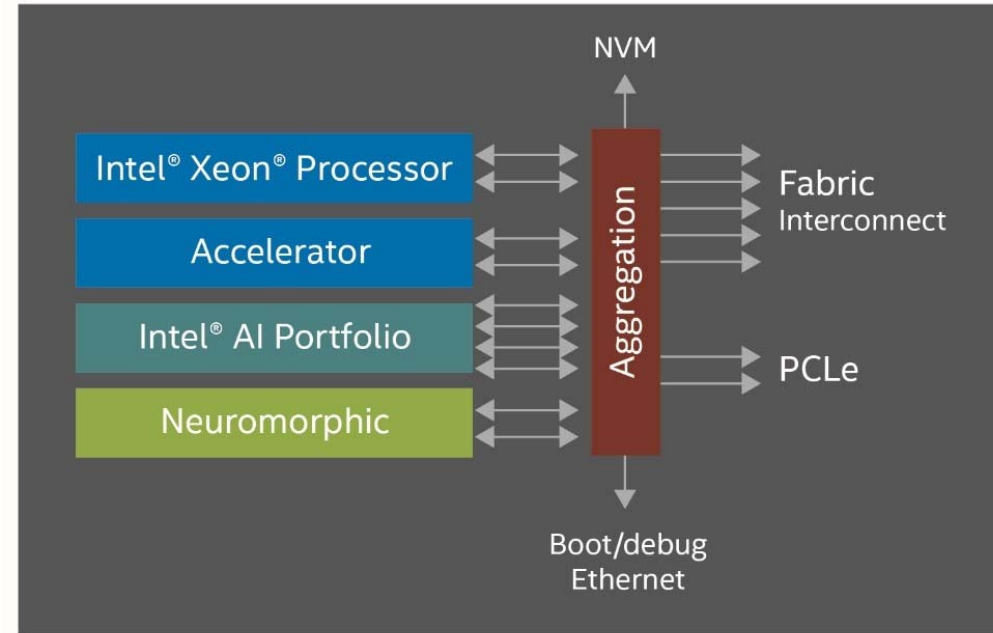 NVM
Intel® Xeon® Processor
Accelerator
Intel® AI Portfolio
Neuromorphic
Aggregation
Fabric
Interconnect
PCLe
Boot/debug
Ethernet